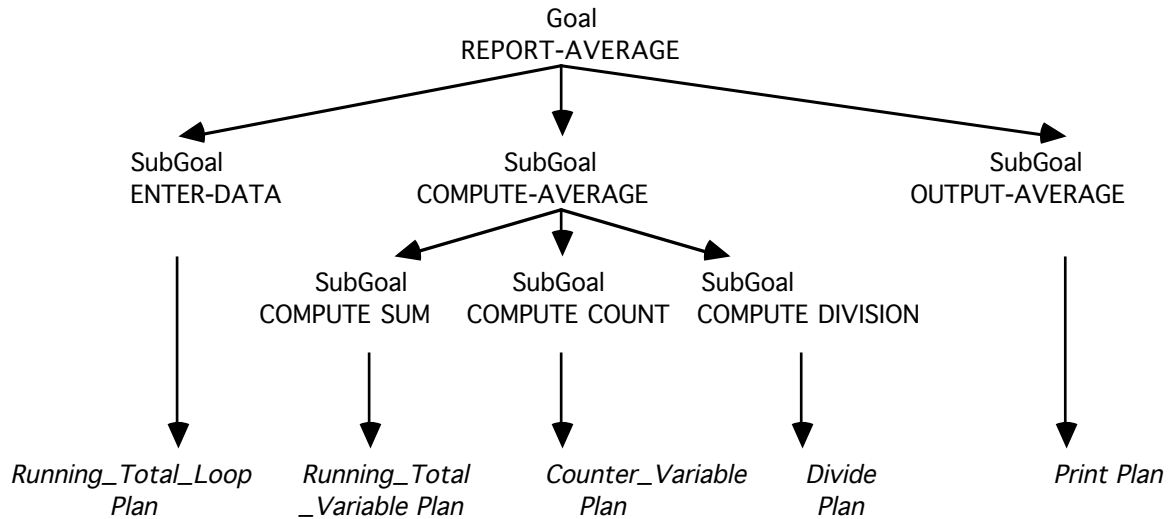 Goal
REPORT-AVERAGE
SubGoal
ENTER-DATA
SubGoal
COMPUTE-AVERAGE
SubGoal
OUTPUT-AVERAGE
SubGoal
COMPUTE SUM
SubGoal
COMPUTE COUNT
SubGoal
COMPUTE DIVISION
Running_Total_Loop
Plan
Running_Total
_Variable Plan
Counter_Variable
Plan
Divide
Plan
Print Plan